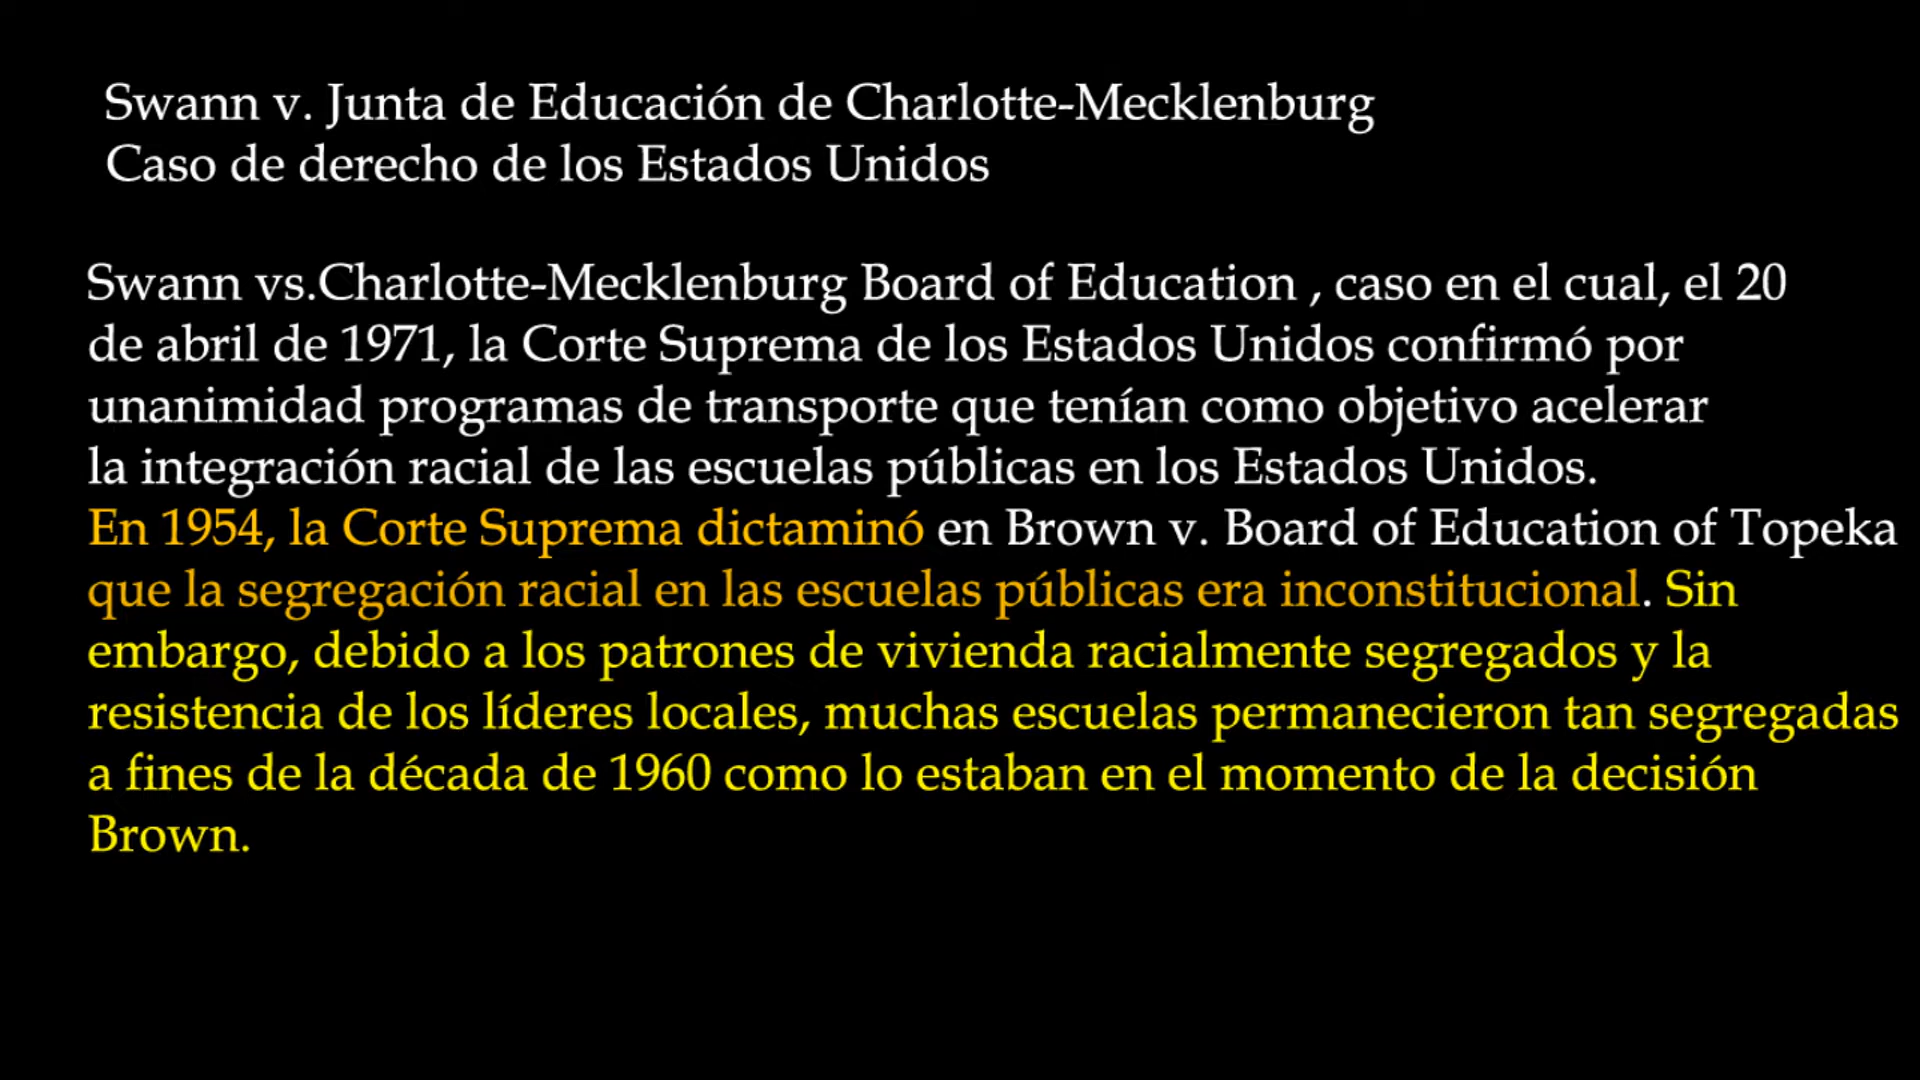 Swann v. Junta de Educación de Charlotte-Mecklenburg
Caso de derecho de los Estados Unidos
Swann vs.Charlotte-Mecklenburg Board of Education , caso en el cual, el 20
de abril de 1971, la Corte Suprema de los Estados Unidos confirmó por
unanimidad programas de transporte que tenían como objetivo acelerar
la integración racial de las escuelas públicas en los Estados Unidos.
En 1954, la Corte Suprema dictaminó en Brown v. Board of Education of Topeka
que la segregación racial en las escuelas públicas era inconstitucional. Sin
embargo, debido a los patrones de vivienda racialmente segregados y la
resistencia de los líderes locales, muchas escuelas permanecieron tan segregadas
a fines de la década de 1960 como lo estaban en el momento de la decisión
Brown.